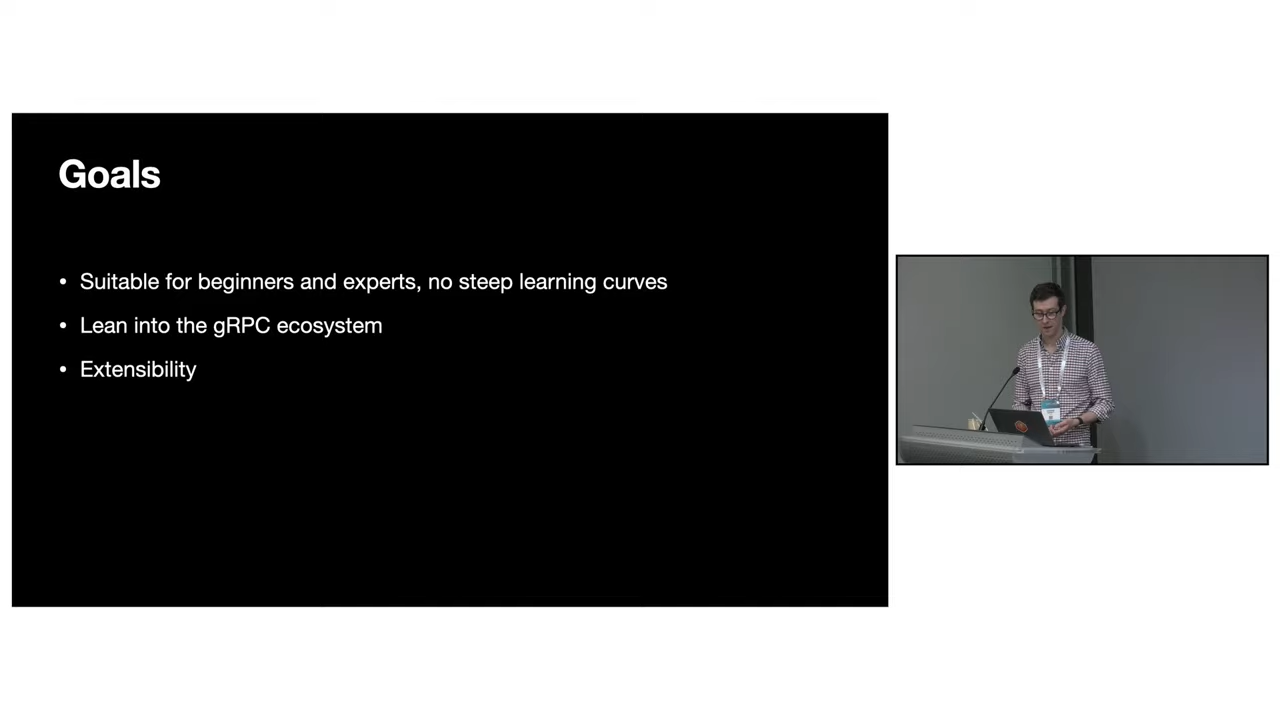 Goals
• Suitable for beginners and experts, no steep learning curves
• Lean into the gRPC ecosystem
• Extensibility